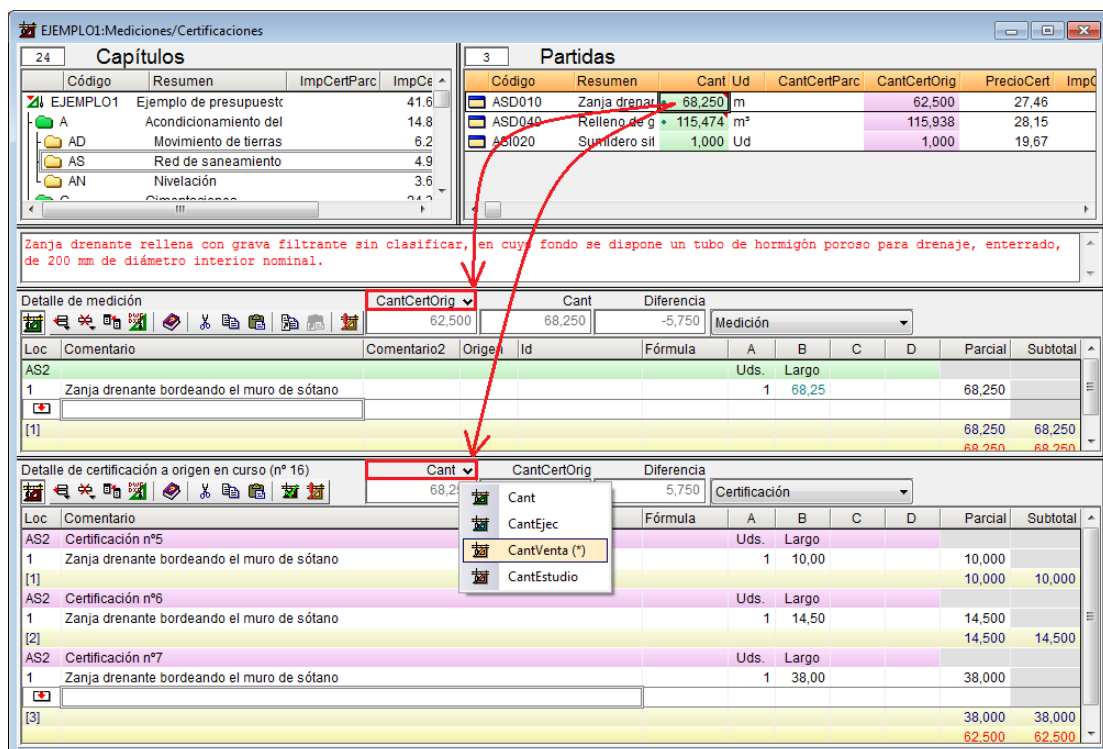 EJEMPLO1:Mediciones/Certificaciones
24 Capítulos
Código Resumen ImpCertParc ImpCe
EJEMPLO1 Ejemplo de presupuesto 41.6
A Acondicionamiento del 14.8
AD Movimiento de tierras 6.2
AS Red de saneamiento 4.9
AN Nivelación 3.6
3 Partidas
Código Resumen Cant Ud CantCertParc CantCertOrig PrecioCert ImpC
ASD010 Zanja drenar 68,250 m 62,500 27,46
ASD040 Relleno de g 115,474 m³ 115,938 28,15
ASI020 Sumidero sif 1,000 Ud 1,000 19,67
Zanja drenante rellena con grava filtrante sin clasificar, en cuyo fondo se dispone un tubo de hormigón poroso para drenaje, enterrado,
de 200 mm de diámetro interior nominal.
Detalle de medición CantCertOrig Cant Diferencia
62,500 68,250 -5,750 Medición
Loc Comentario Comentario2 Origen Id Fórmula A B C D Parcial Subtotal
AS2 Uds. Largo
1 Zanja drenante bordeando el muro de sótano 1 68,25 68,250
[1] 68,250 68,250
68,250 68,250
Detalle de certificación a origen en curso (nº 16) Cant CantCertOrig Diferencia
5,750 Certificación
Cant
CantEjec
CantVenta (*)
CantEstudio
Loc Comentario Fórmula A B C D Parcial Subtotal
AS2 Certificación nº5 Uds. Largo
1 Zanja drenante bordeando el muro de sótano 1 10,00 10,000
[1] 10,000 10,000
AS2 Certificación nº6 Uds. Largo
1 Zanja drenante bordeando el muro de sótano 1 14,50 14,500
[2] 14,500 14,500
AS2 Certificación nº7 Uds. Largo
1 Zanja drenante bordeando el muro de sótano 1 38,00 38,000
[3] 38,000 38,000
62,500 62,500